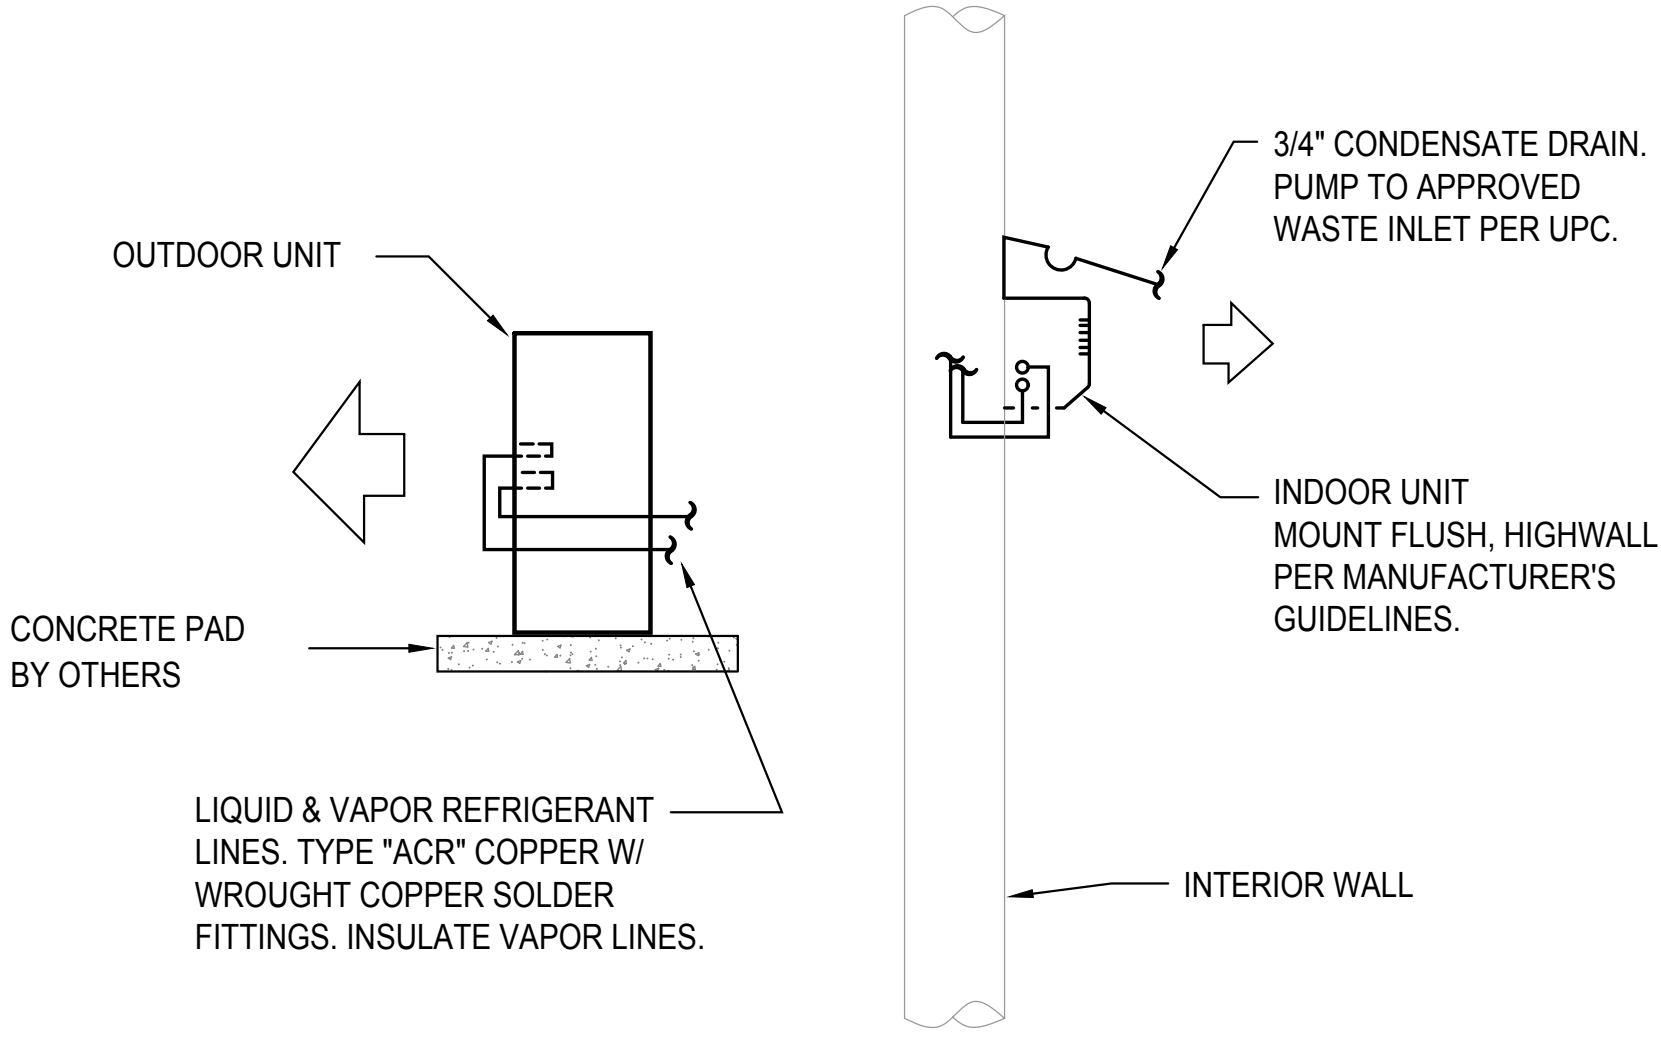 3/4" CONDENSATE DRAIN.
PUMP TO APPROVED
WASTE INLET PER UPC.
OUTDOOR UNIT
INDOOR UNIT
MOUNT FLUSH, HIGHWALL
PER MANUFACTURER'S
GUIDELINES.
CONCRETE PAD
BY OTHERS
LIQUID & VAPOR REFRIGERANT
LINES. TYPE "ACR" COPPER W/
WROUGHT COPPER SOLDER
FITTINGS. INSULATE VAPOR LINES.
INTERIOR WALL